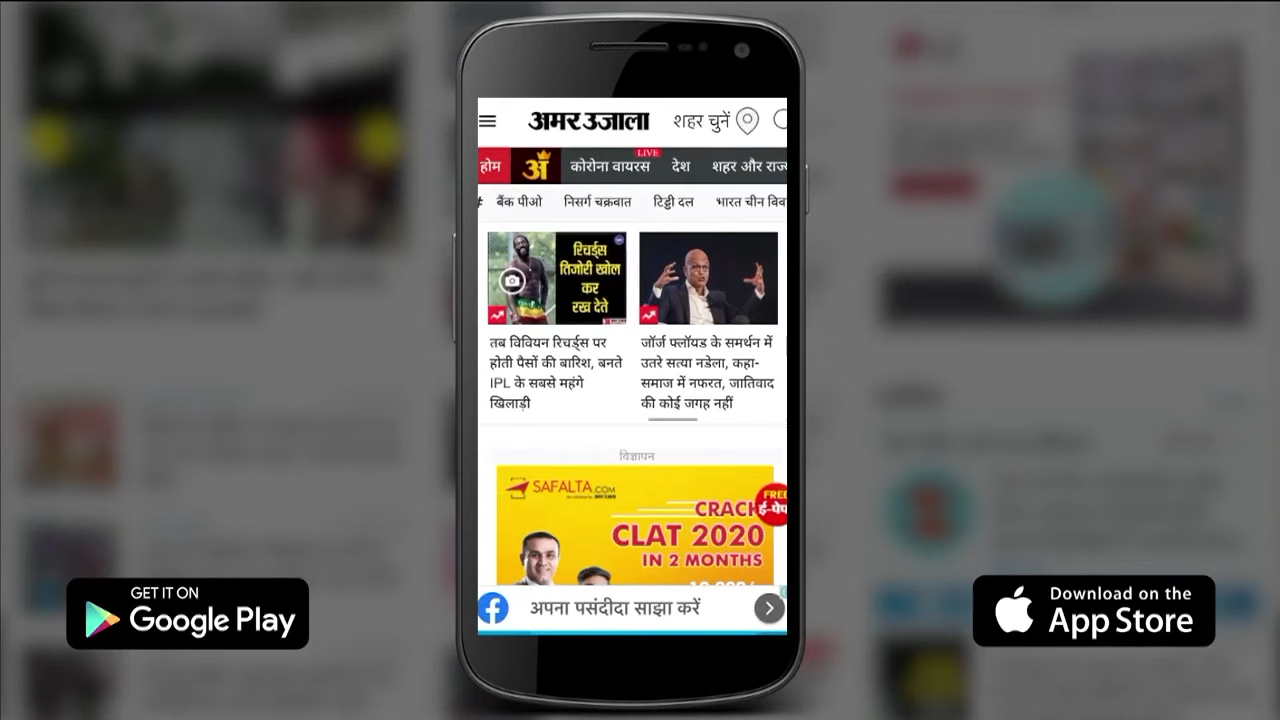 अमर उजाला
शहर चुनें
होम
अ
कोरोना वायरस
LIVE
देश
शहर और राज्य
# बैंक पीओ
निसर्ग चक्रवात
टिड्डी दल
भारत चीन विवा
रिचर्ड्स
तिजोरी खोल
कर
रख देते
तब विवियन रिचर्ड्स पर
होती पैसों की बारिश, बनते
IPL के सबसे महंगे
खिलाड़ी
जॉर्ज फ्लॉयड के समर्थन में
उतरे सत्या नडेला, कहा-
समाज में नफरत, जातिवाद
की कोई जगह नहीं
विज्ञापन
SAFALTA.COM
CRACK
CLAT 2020
IN 2 MONTHS
FREE
ई-पेप
अपना पसंदीदा साझा करें
GET IT ON
Google Play
Download on the
App Store